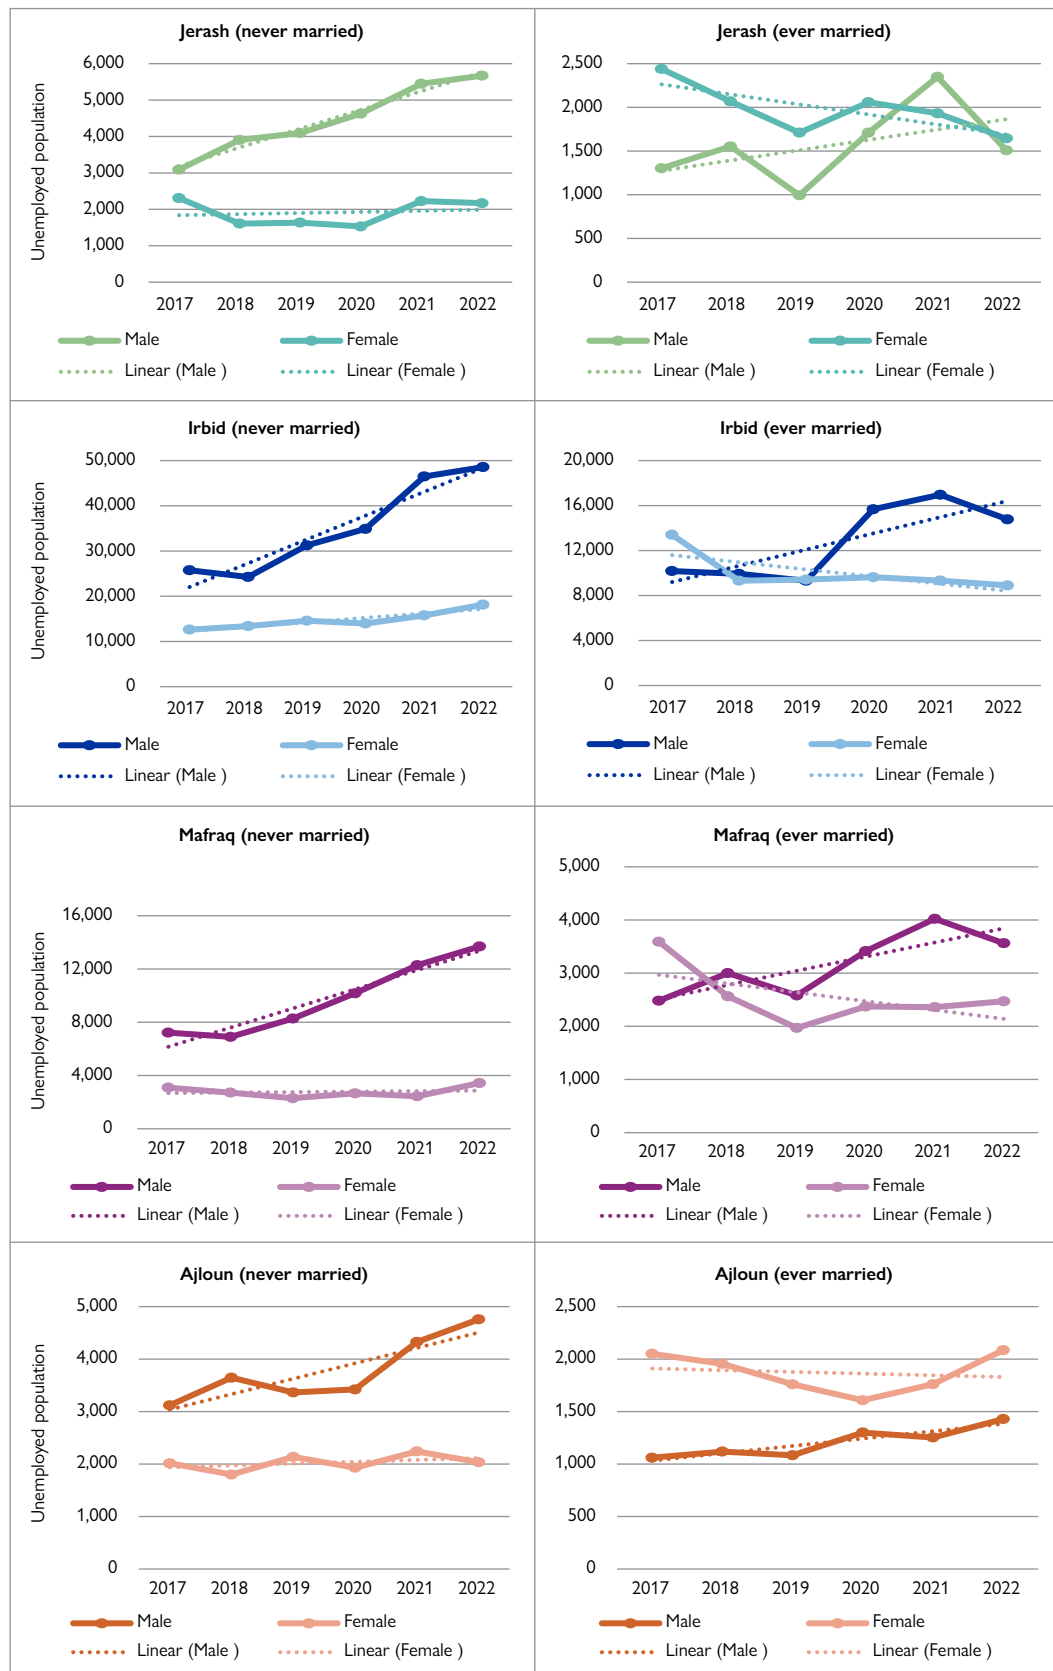 Jerash (never married)
Unemployed population
6,000
5,000
4,000
3,000
2,000
1,000
0
2017 2018 2019 2020 2021 2022
Male Female
Linear (Male ) Linear (Female )
Jerash (ever married)
2,500
2,000
1,500
1,000
500
0
2017 2018 2019 2020 2021 2022
Male Female
Linear (Male ) Linear (Female )
Irbid (never married)
Unemployed population
50,000
40,000
30,000
20,000
10,000
0
2017 2018 2019 2020 2021 2022
Male Female
Linear (Male ) Linear (Female )
Irbid (ever married)
20,000
16,000
12,000
8,000
4,000
0
2017 2018 2019 2020 2021 2022
Male Female
Linear (Male ) Linear (Female )
Mafraq (never married)
Unemployed population
16,000
12,000
8,000
4,000
0
2017 2018 2019 2020 2021 2022
Male Female
Linear (Male ) Linear (Female )
Mafraq (ever married)
5,000
4,000
3,000
2,000
1,000
0
2017 2018 2019 2020 2021 2022
Male Female
Linear (Male ) Linear (Female )
Ajloun (never married)
Unemployed population
5,000
4,000
3,000
2,000
1,000
0
2017 2018 2019 2020 2021 2022
Male Female
Linear (Male ) Linear (Female )
Ajloun (ever married)
2,500
2,000
1,500
1,000
500
0
2017 2018 2019 2020 2021 2022
Male Female
Linear (Male ) Linear (Female )